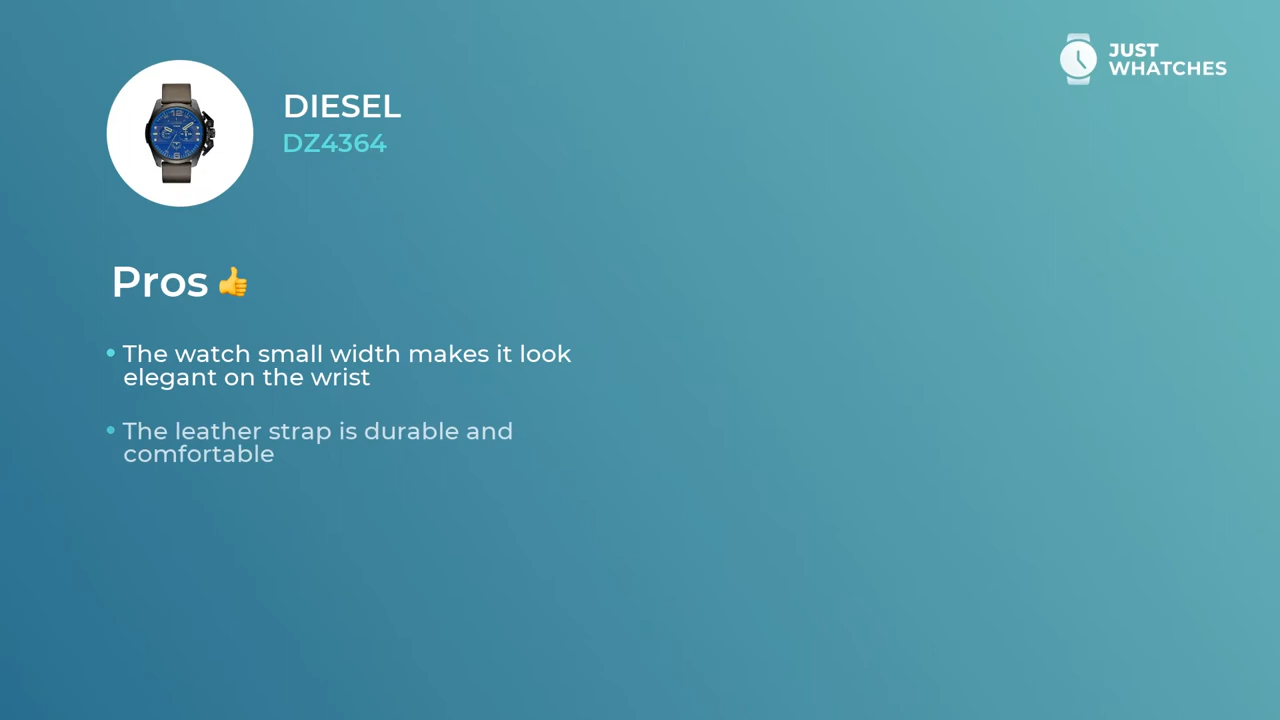 JUST
WHATCHES
DIESEL
DZ4364
Pros
The watch small width makes it look
elegant on the wrist
The leather strap is durable and
comfortable